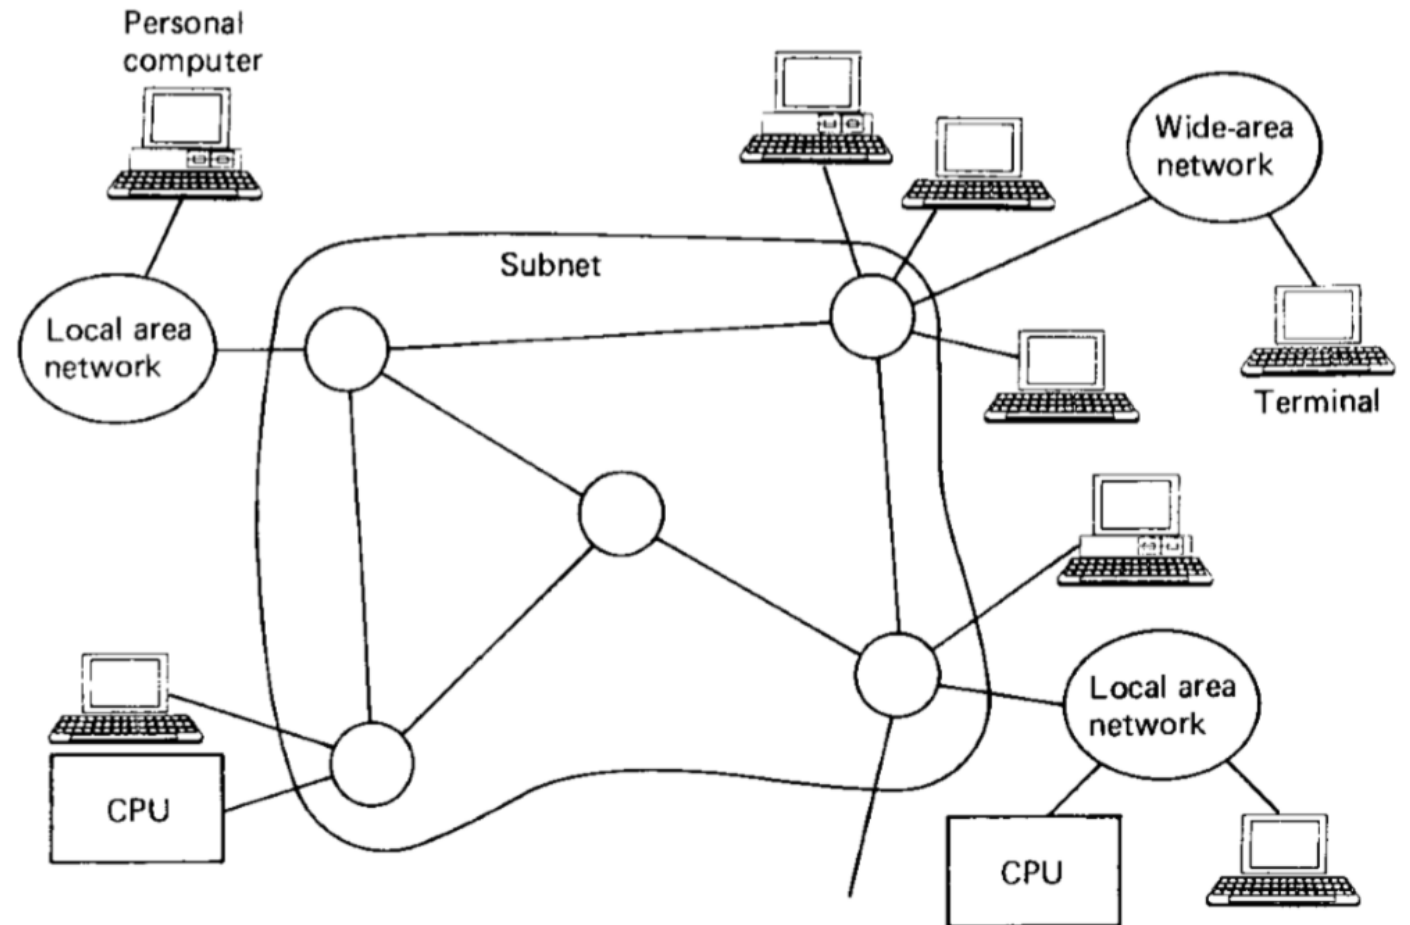 Personal
computer
Wide-area
network
Subnet
Local area
network
Terminal
Local area
network
CPU
CPU